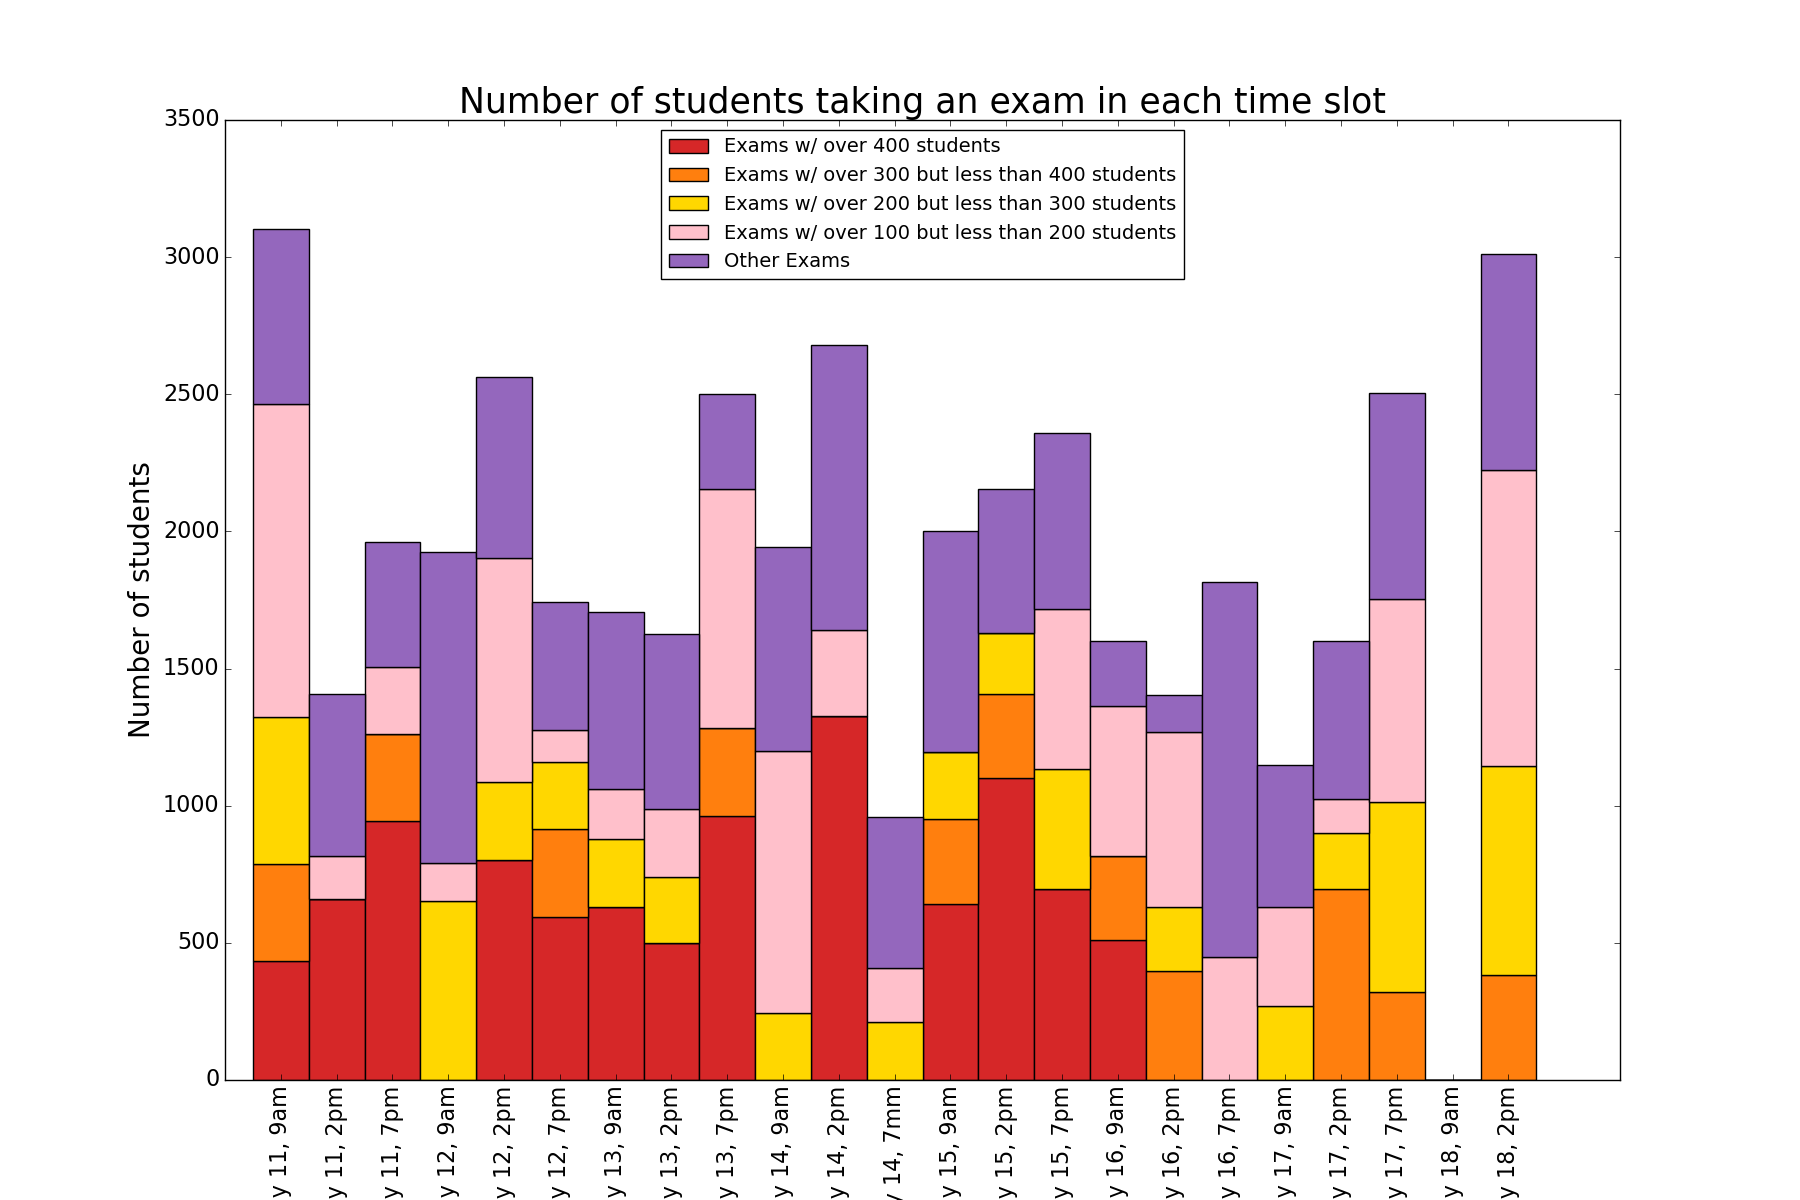 Number of students taking an exam in each time slot
Exams w/ over 400 students
Exams w/ over 300 but less than 400 students
Exams w/ over 200 but less than 300 students
Exams w/ over 100 but less than 200 students
Other Exams
Number of students
3500
3000
2500
2000
1500
1000
500
0
y 11, 9am
y 11, 2pm
y 11, 7pm
y 12, 9am
y 12, 2pm
y 12, 7pm
y 13, 9am
y 13, 2pm
y 13, 7pm
y 14, 9am
y 14, 2pm
y 14, 7mm
y 15, 9am
y 15, 2pm
y 15, 7pm
y 16, 9am
y 16, 2pm
y 16, 7pm
y 17, 9am
y 17, 2pm
y 17, 7pm
y 18, 9am
y 18, 2pm